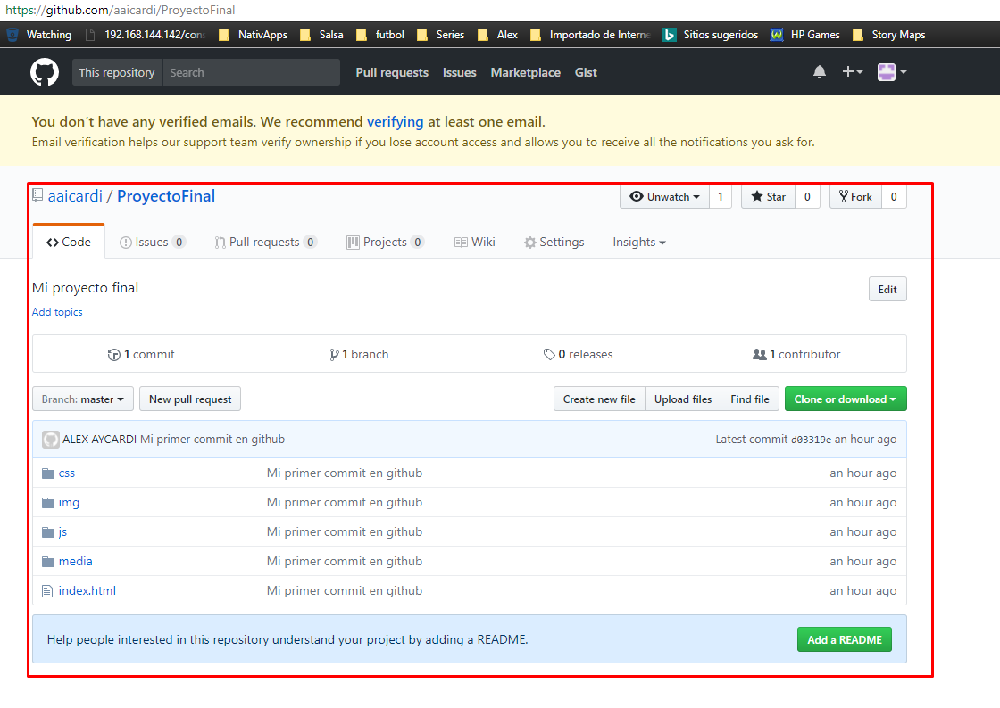 https://github.com/aaicardi/ProyectoFinal
Watching 192.168.144.142/con NativApps Salsa futbol Series Alex Importado de Interne Sitios sugeridos HP Games Story Maps
This repository Search Pull requests Issues Marketplace Gist
You don’t have any verified emails. We recommend verifying at least one email.
Email verification helps our support team verify ownership if you lose account access and allows you to receive all the notifications you ask for.
aaicardi / ProyectoFinal Unwatch 1 Star 0 Fork 0
Code Issues 0 Pull requests 0 Projects 0 Wiki Settings Insights
Mi proyecto final Edit
Add topics
1 commit 1 branch 0 releases 1 contributor
Branch: master New pull request Create new file Upload files Find file Clone or download
ALEX AYCARDI Mi primer commit en github Latest commit d03319e an hour ago
css Mi primer commit en github an hour ago
img Mi primer commit en github an hour ago
js Mi primer commit en github an hour ago
media Mi primer commit en github an hour ago
index.html Mi primer commit en github an hour ago
Help people interested in this repository understand your project by adding a README. Add a README